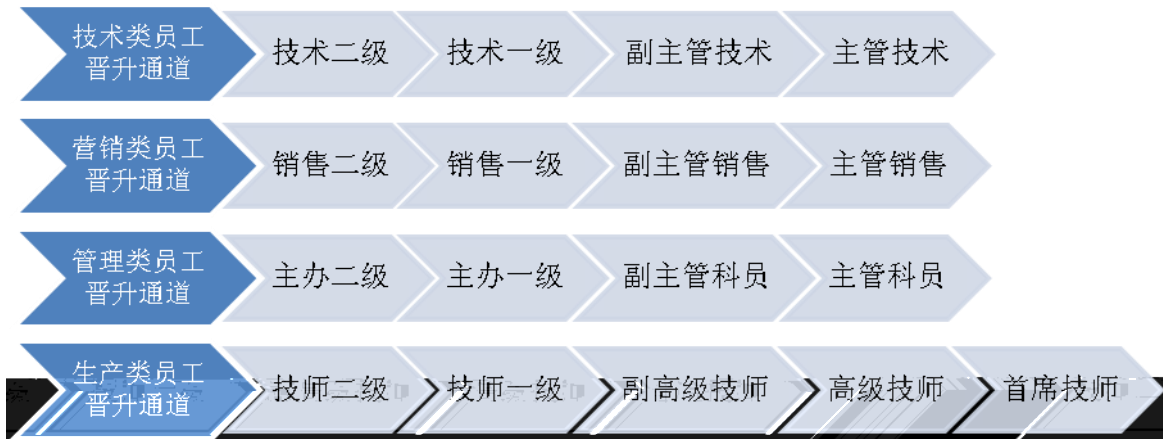 技术类员工
晋升通道
技术二级
技术一级
副主管技术
主管技术
营销类员工
晋升通道
销售二级
销售一级
副主管销售
主管销售
管理类员工
晋升通道
主办二级
主办一级
副主管科员
主管科员
生产类员工
晋升通道
技师二级
技师一级
副高级技师
高级技师
首席技师